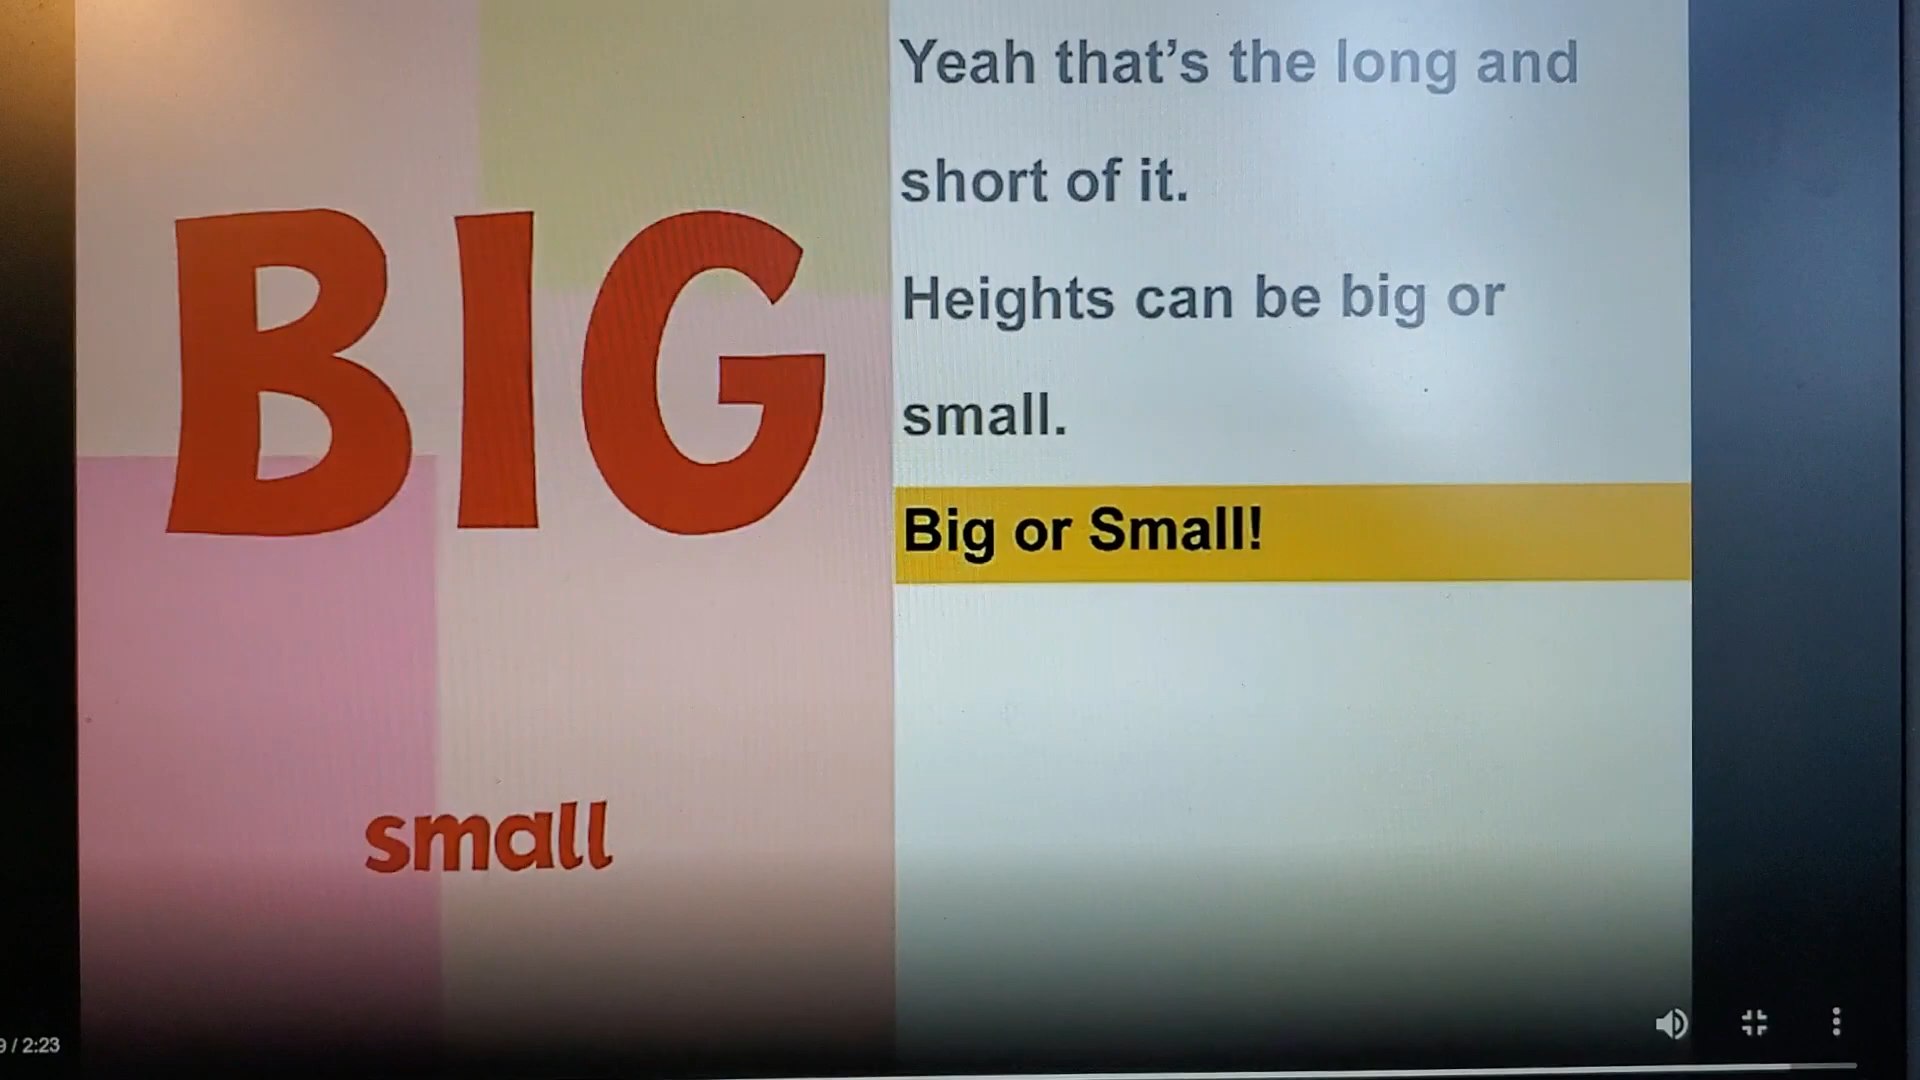 BIG
small
Yeah that’s the long and
short of it.
Heights can be big or
small.
Big or Small!
/ 2:23